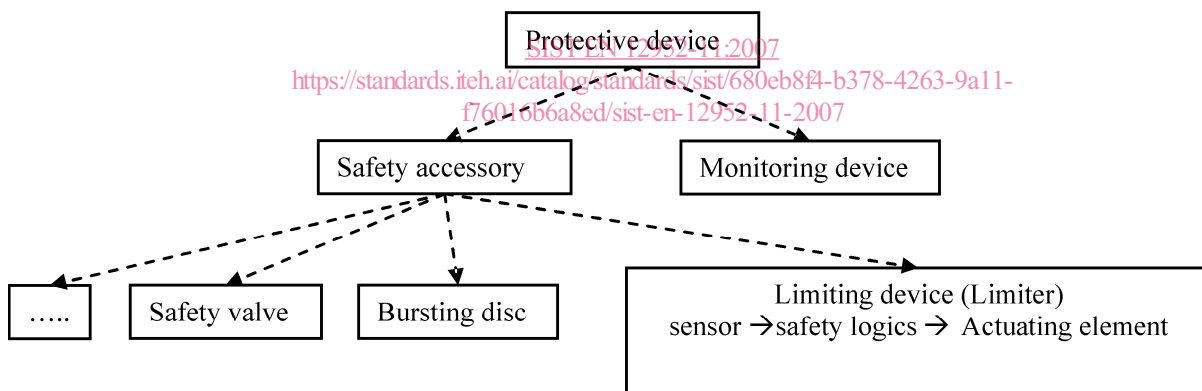 Protective device
SIST EN 12952-11:2007
https://standards.iteh.ai/catalog/standards/sist/680eb8f4-b378-4263-9a11-
f76016b6a8ed/sist-en-12952-11-2007
Safety accessory
Monitoring device
.....
Safety valve
Bursting disc
Limiting device (Limiter)
sensor →safety logics → Actuating element